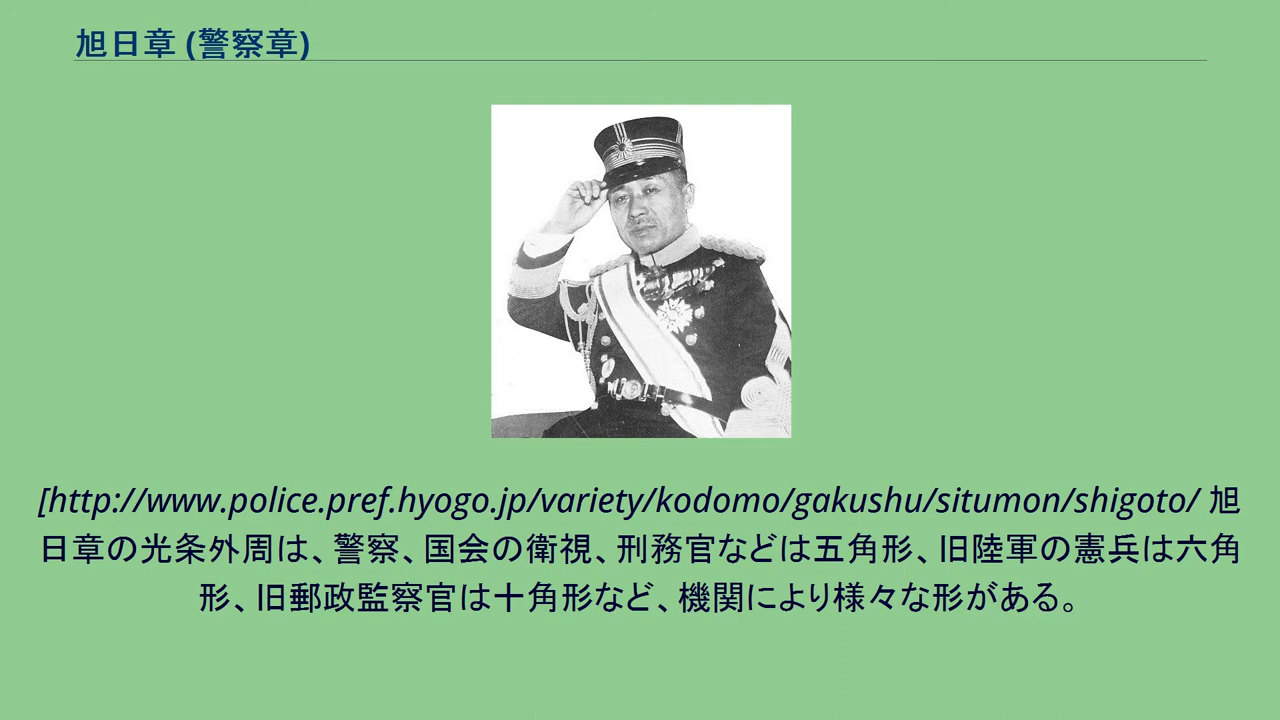 旭日章 (警察章)
[http://www.police.pref.hyogo.jp/variety/kodomo/gakushu/situmon/shigoto/ 旭
日章の光条外周は、警察、国会の衛視、刑務官などは五角形、旧陸軍の憲兵は六角
形、旧郵政監察官は十角形など、機関により様々な形がある。